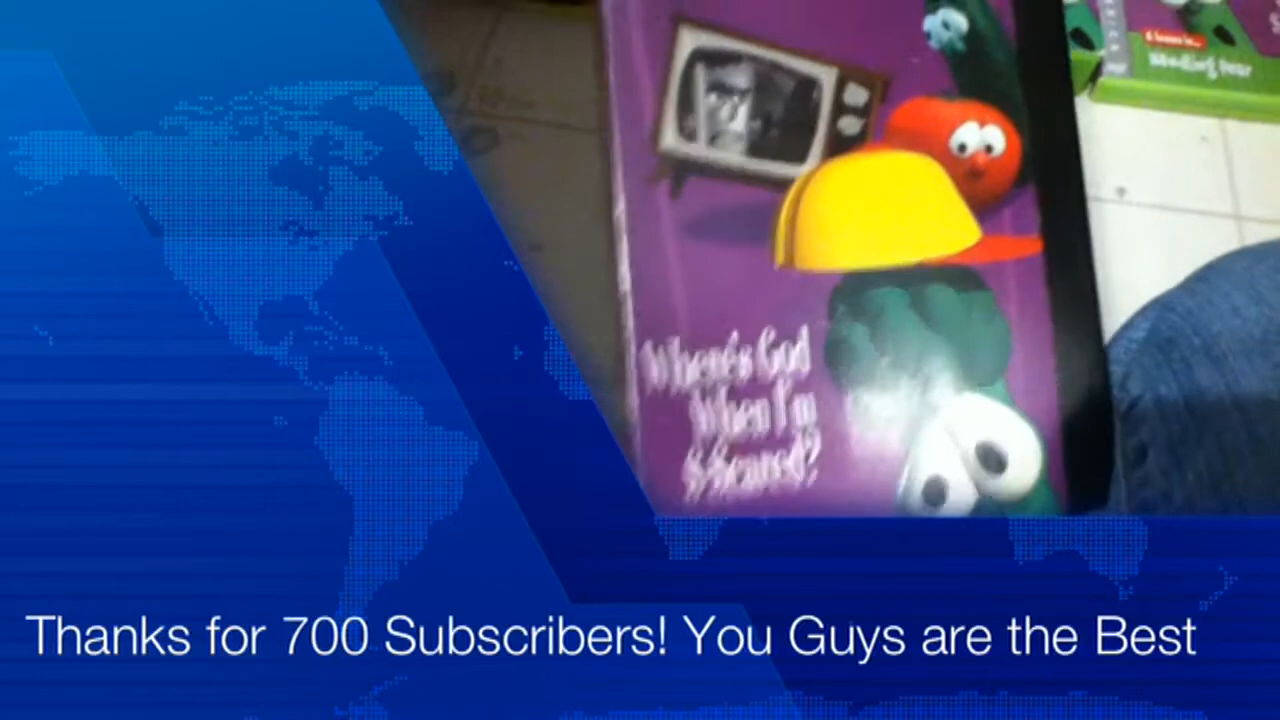 Where's God
When I'm
S-Scared?
Thanks for 700 Subscribers! You Guys are the Best